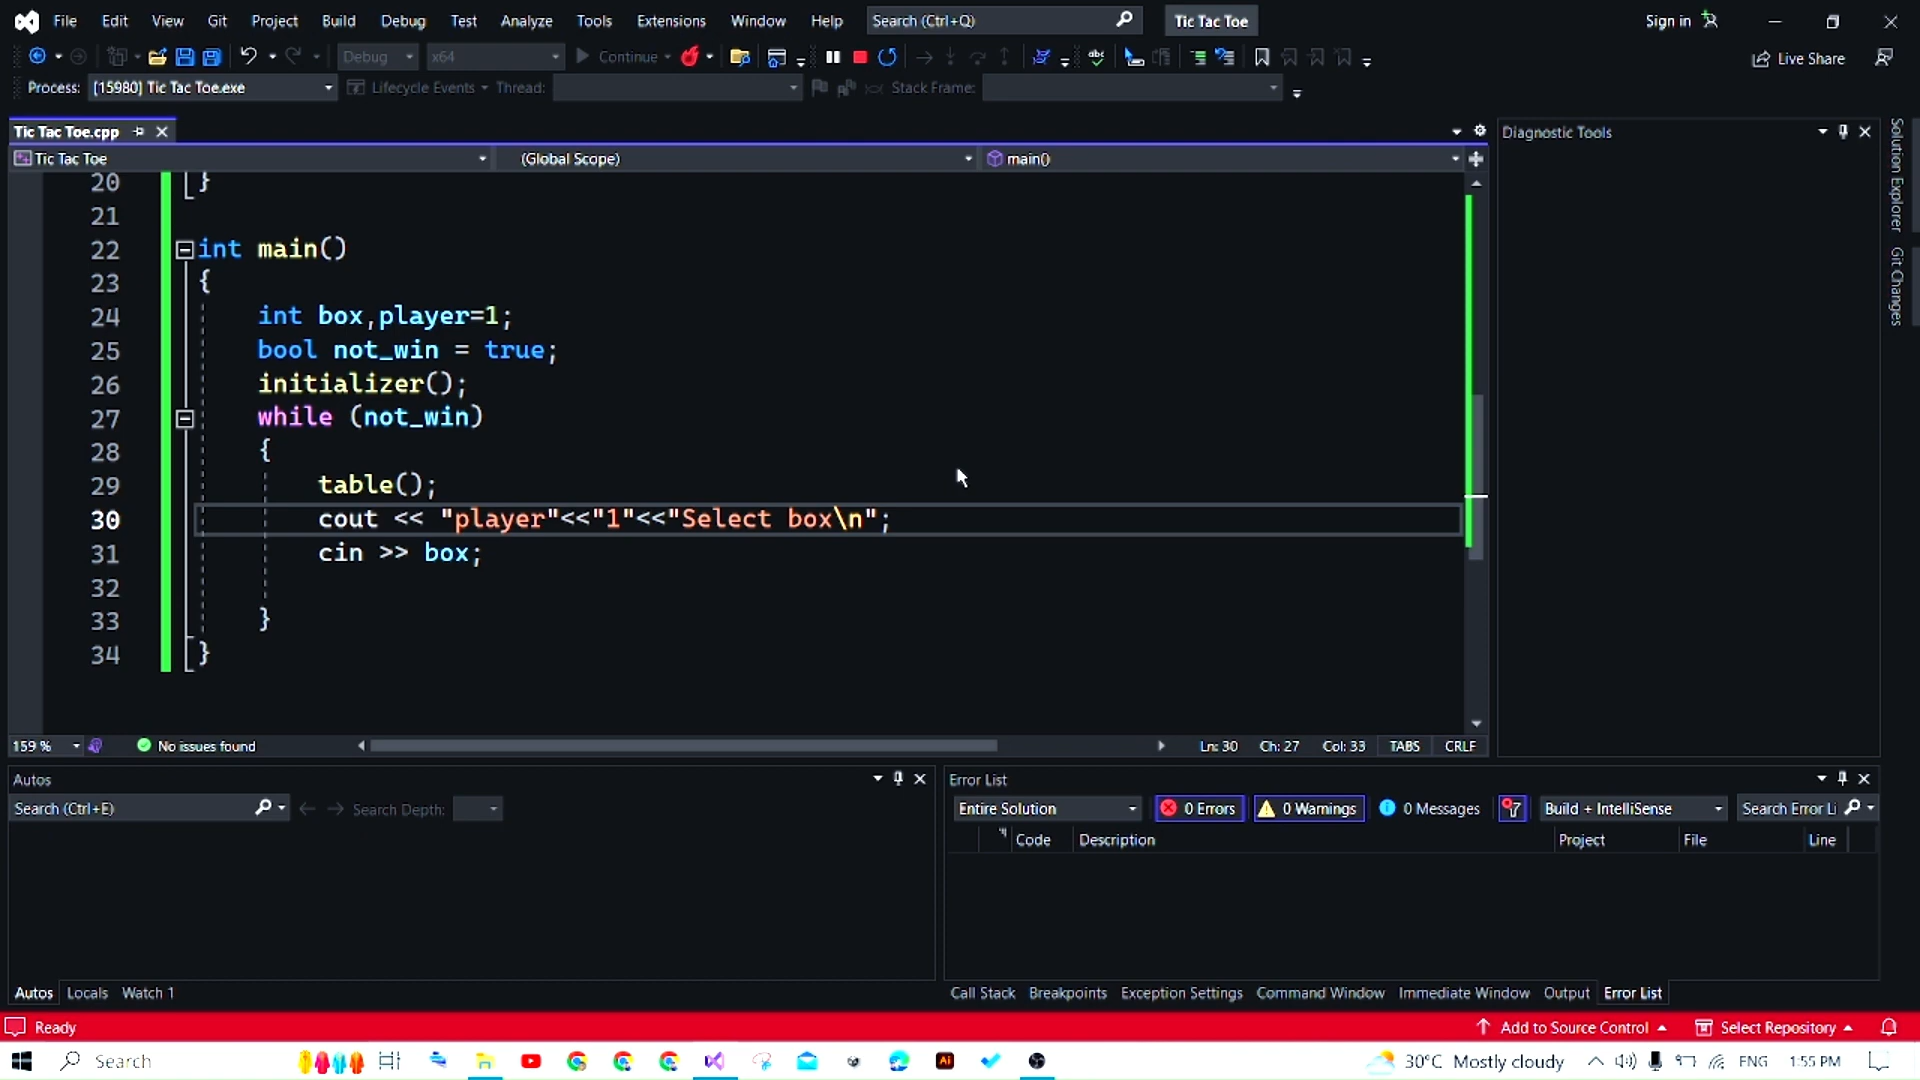 File Edit View Git Project Build Debug Test Analyze Tools Extensions Window Help Search (Ctrl+Q) Tic Tac Toe Sign in
Debug x64 Continue Live Share
Process: [15980] Tic Tac Toe.exe Lifecycle Events Thread: Stack Frame:
Tic Tac Toe.cpp
Diagnostic Tools
Tic Tac Toe (Global Scope) main()
Solution Explorer
Git Changes
20 }
21
22 int main()
23 {
24 int box,player=1;
25 bool not_win = true;
26 initializer();
27 while (not_win)
28 {
29 table();
30 cout << "player"<<"1"<<"Select box\n";
31 cin >> box;
32
33 }
34 }
159 % No issues found Ln: 30 Ch: 27 Col: 33 TABS CRLF
Autos
Search (Ctrl+E) Search Depth:
Error List
Entire Solution 0 Errors 0 Warnings 0 Messages Build + IntelliSense Search Error Li
Code Description Project File Line
Autos Locals Watch 1
Call Stack Breakpoints Exception Settings Command Window Immediate Window Output Error List
Ready Add to Source Control Select Repository
Search Ai 30°C Mostly cloudy ENG 1:55 PM